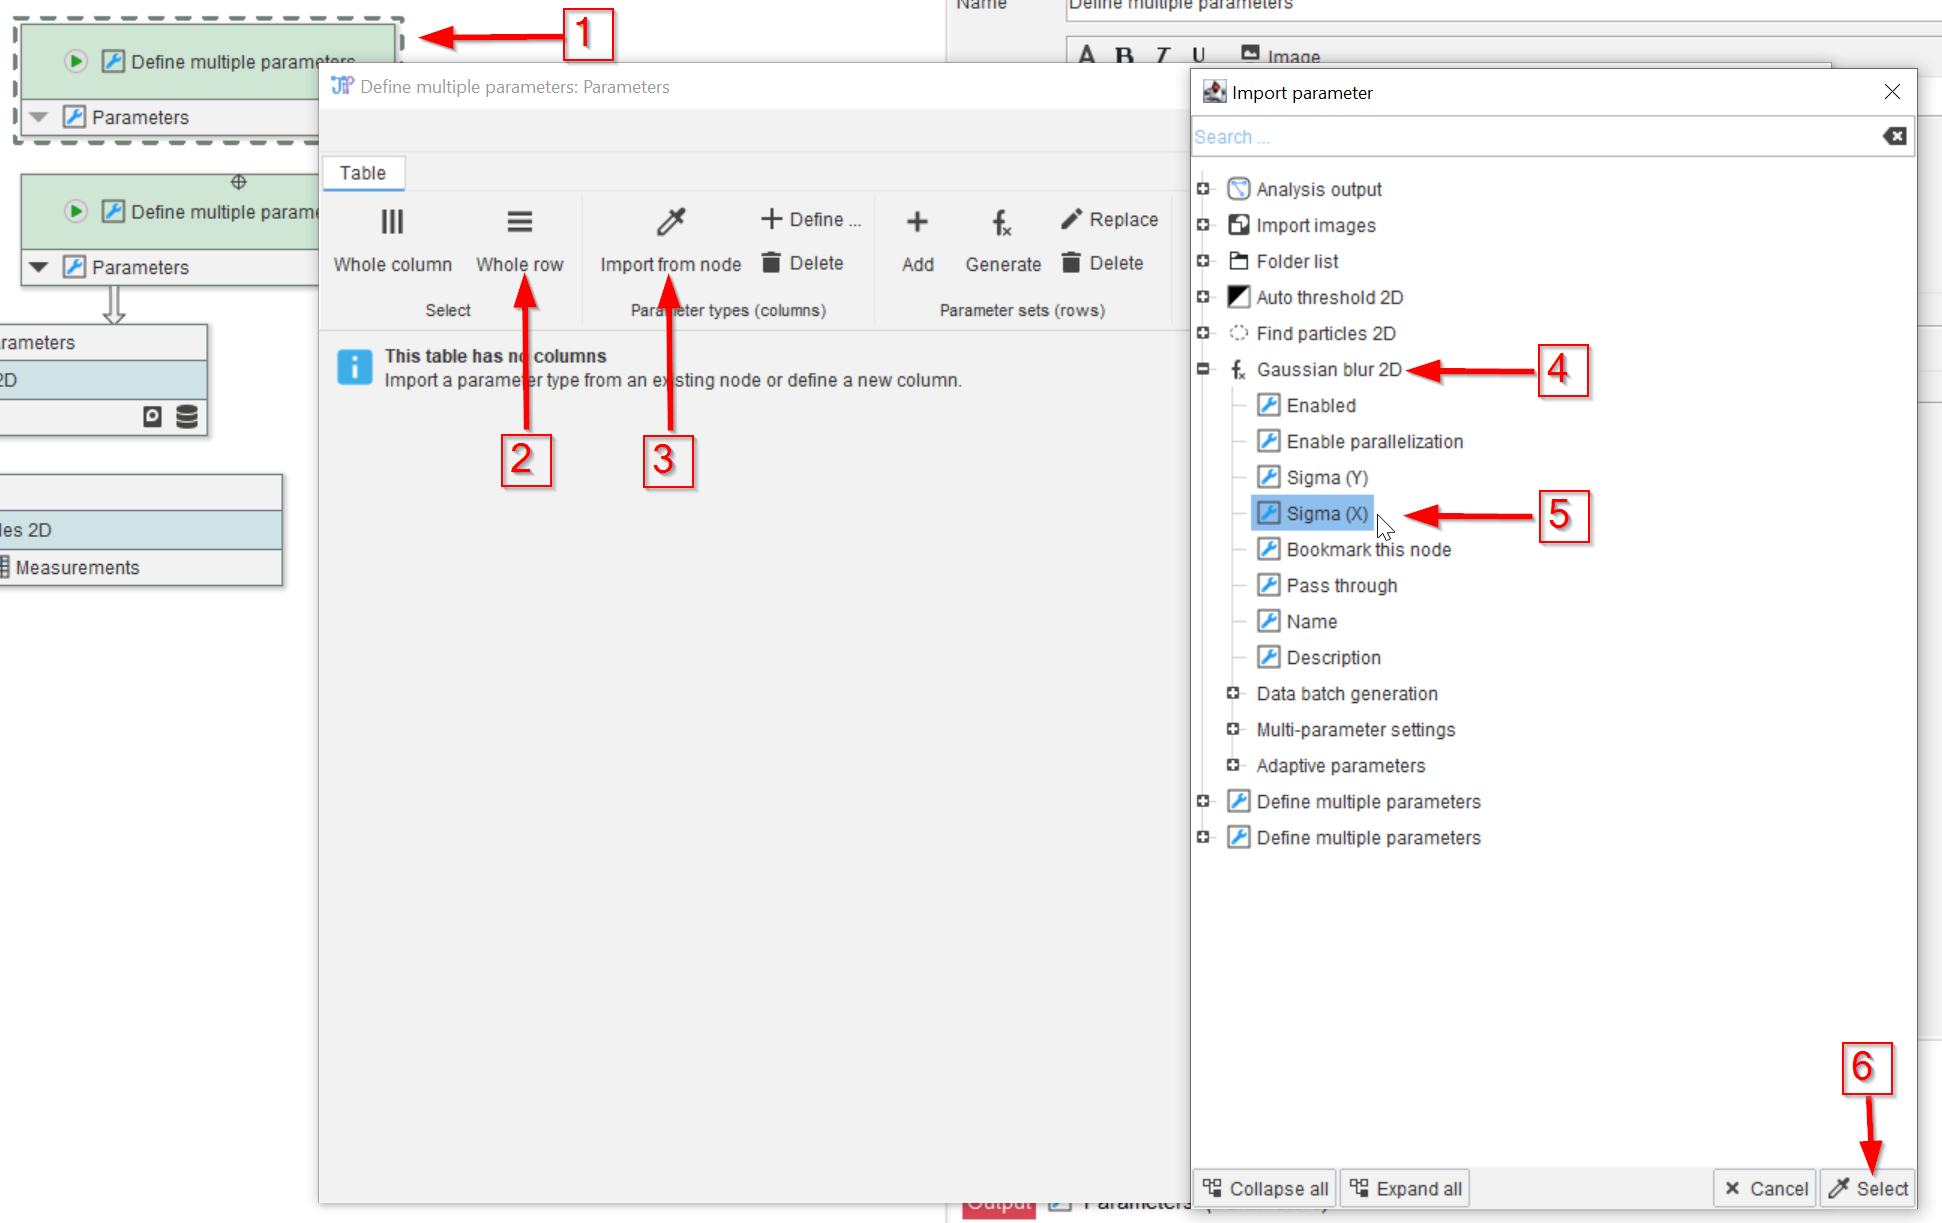 Name
Define multiple parameters
1
Define multiple parameters
Parameters
A B I U Image
Define multiple parameters: Parameters
Import parameter
Search ...
Table
Define multiple parame
Parameters
Whole column
Whole row
Select
Import from node
Define ...
Delete
Parameter types (columns)
Add
Generate
Replace
Delete
Parameter sets (rows)
This table has no columns
Import a parameter type from an existing node or define a new column.
2
3
rameters
2D
les 2D
Measurements
Analysis output
Import images
Folder list
Auto threshold 2D
Find particles 2D
Gaussian blur 2D
4
Enabled
Enable parallelization
Sigma (Y)
Sigma (X)
5
Bookmark this node
Pass through
Name
Description
Data batch generation
Multi-parameter settings
Adaptive parameters
Define multiple parameters
Define multiple parameters
6
Collapse all
Expand all
Cancel
Select
Output
Parameters